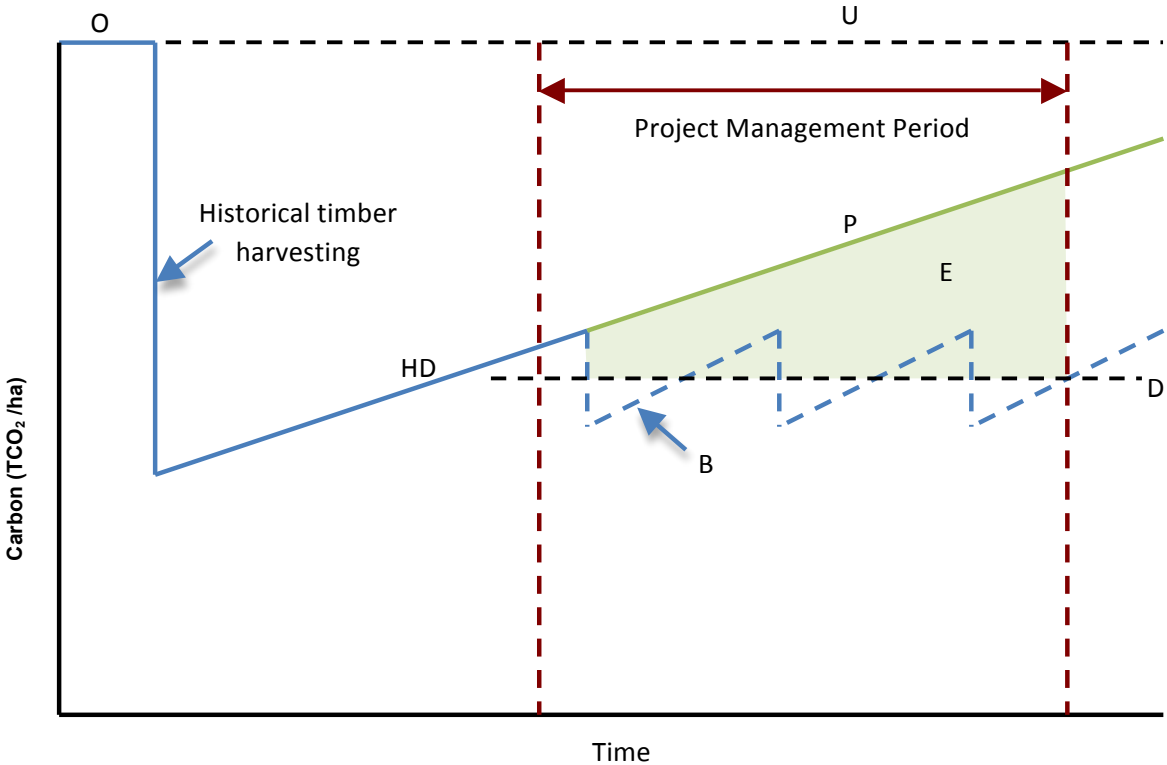 O
U
Project Management Period
Historical timber
harvesting
P
E
HD
D
B
Carbon (TCO₂ /ha)
Time